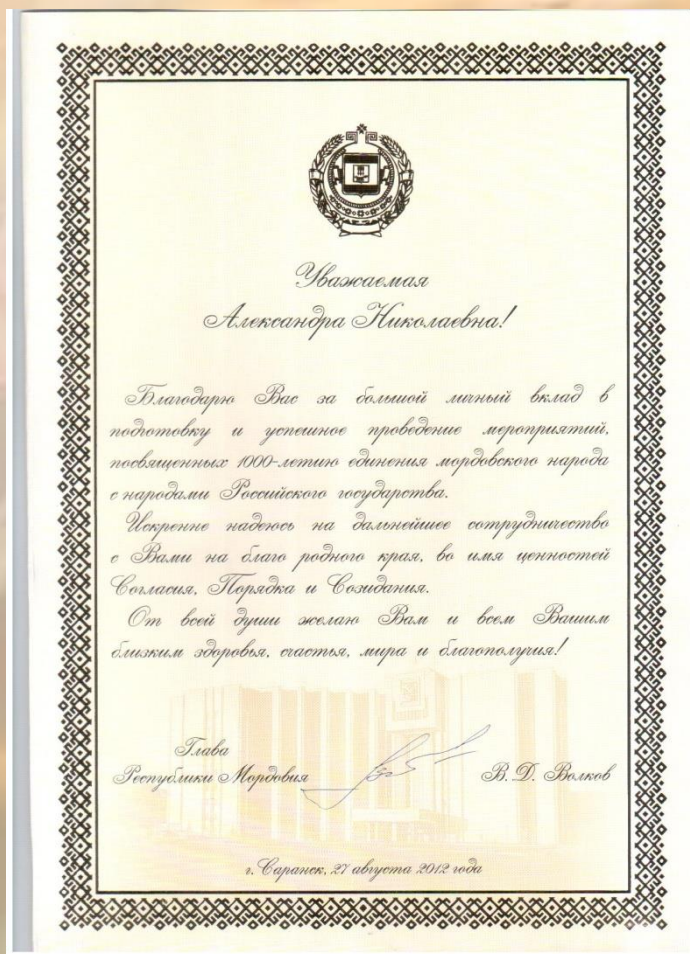 Уважаемая
Александра Николаевна!
Благодарю Вас за большой личный вклад в
подготовку и успешное проведение мероприятий,
посвященных 1000-летию единения мордовского народа
с народами Российского государства.
Искренне надеюсь на дальнейшее сотрудничество
с Вами на благо родного края, во имя ценностей
Согласия, Порядка и Созидания.
От всей души желаю Вам и всем Вашим
близким здоровья, счастья, мира и благополучия!
Глава
Республики Мордовия В. Д. Волков
г. Саранск, 27 августа 2012 года